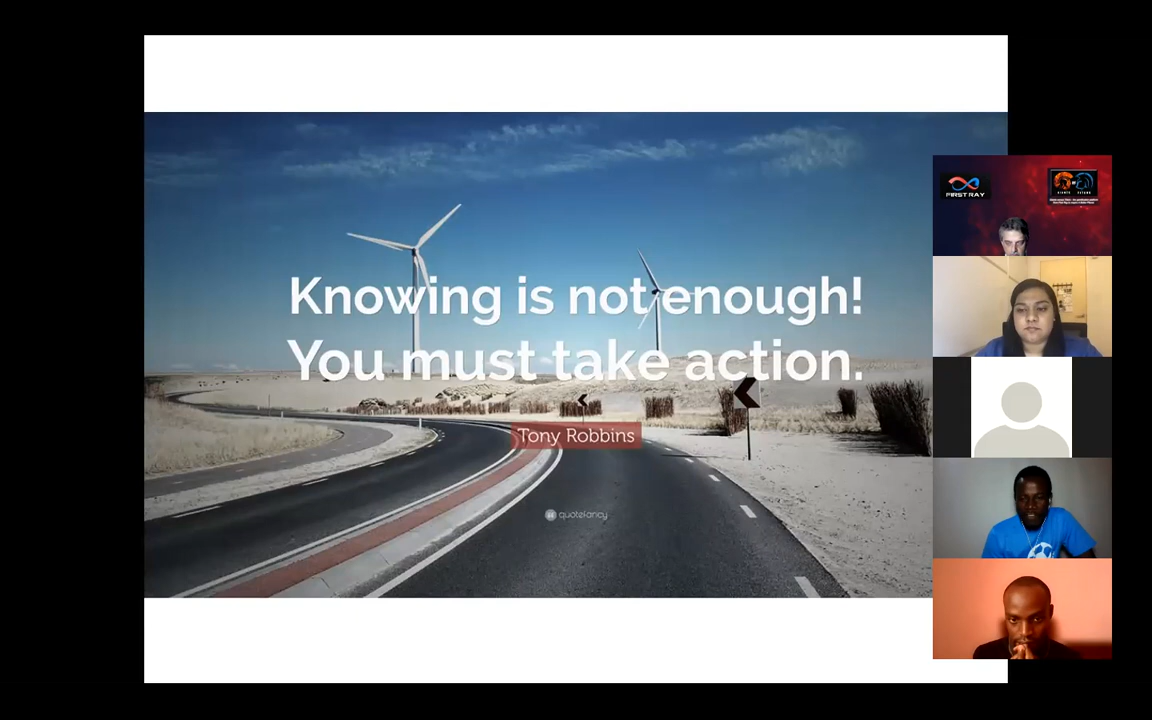 Knowing is not enough!
You must take action.
Tony Robbins
quotefancy
FIRST RAY